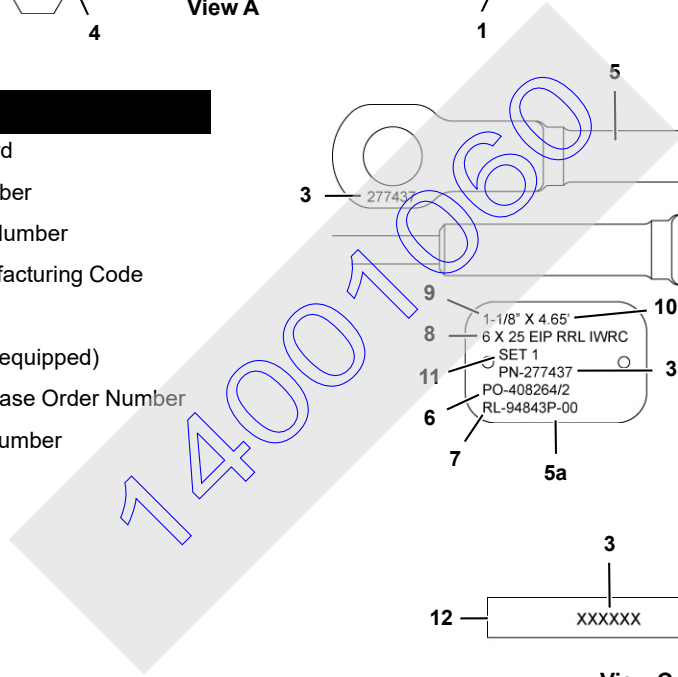 View A
4
1
5
3
277437
9
10
1-1/8" X 4.65'
8
6 X 25 EIP RRL IWRC
SET 1
11
PN-277437
3
PO-408264/2
6
RL-94843P-00
7
5a
rd
ber
Number
facturing Code
equipped)
ase Order Number
umber
3
12
XXXXXX
14001060